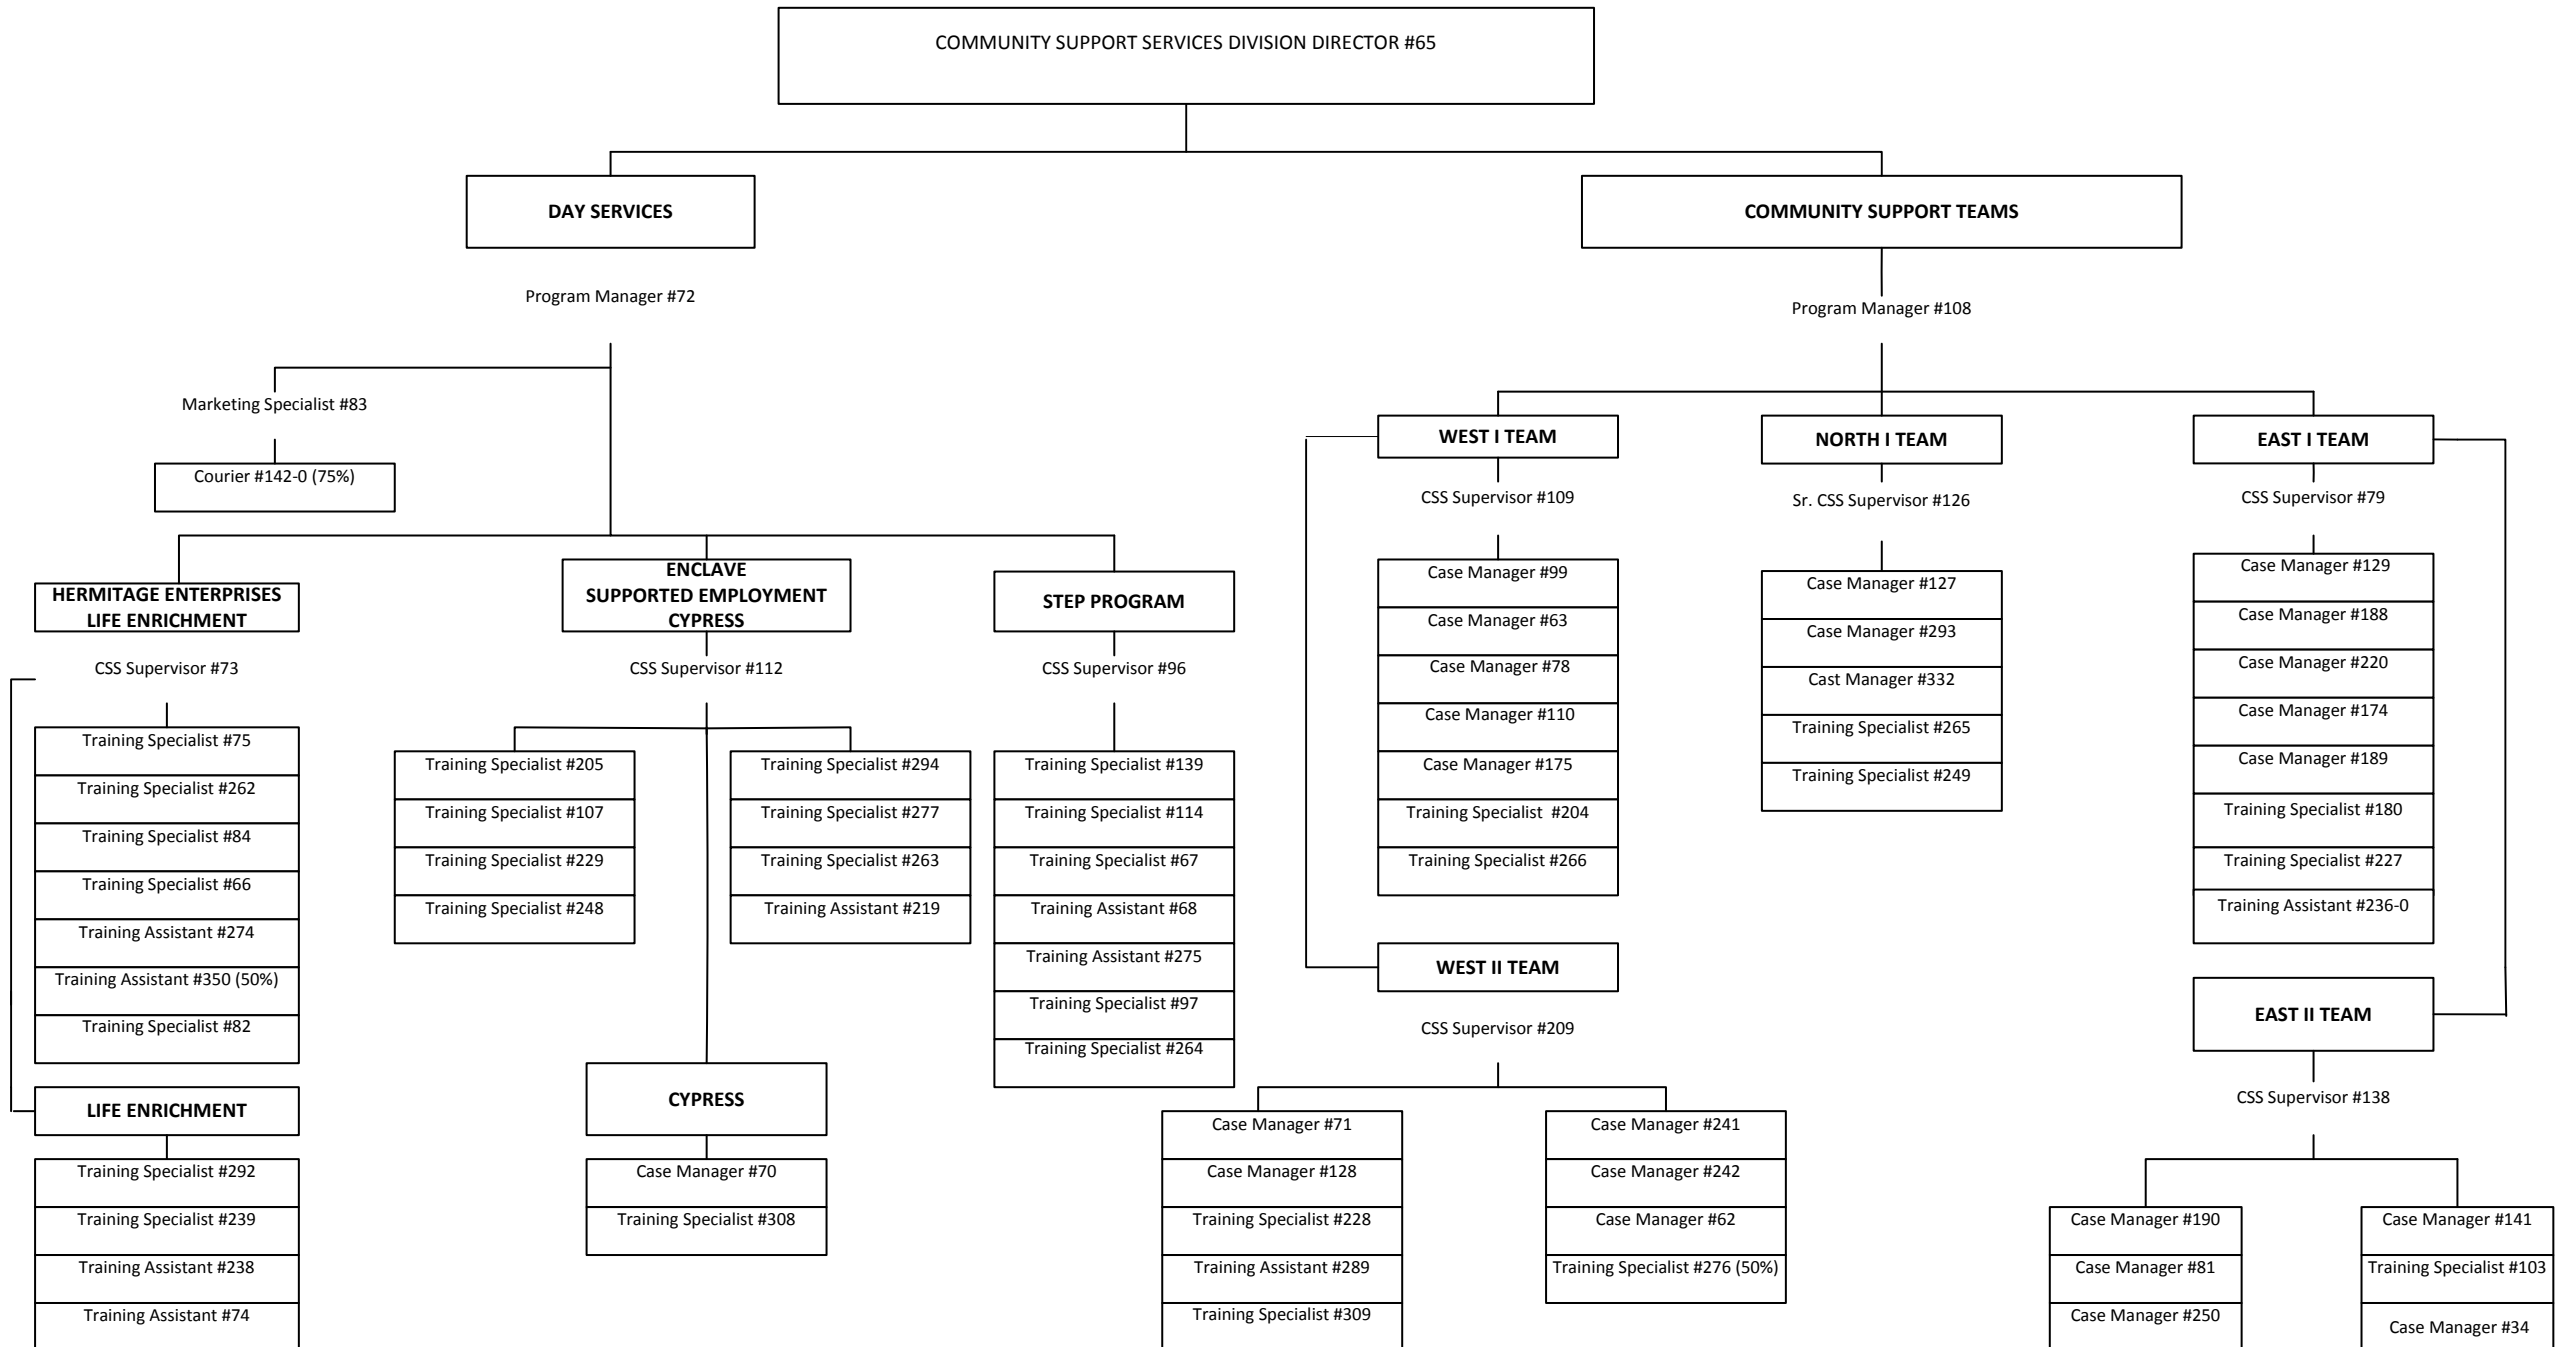 COMMUNITY SUPPORT SERVICES DIVISION DIRECTOR #65
DAY SERVICES
Program Manager #72
Marketing Specialist #83
Courier #142-0 (75%)
HERMITAGE ENTERPRISES
LIFE ENRICHMENT
CSS Supervisor #73
Training Specialist #75
Training Specialist #262
Training Specialist #84
Training Specialist #66
Training Assistant #274
Training Assistant #350 (50%)
Training Specialist #82
LIFE ENRICHMENT
Training Specialist #292
Training Specialist #239
Training Assistant #238
Training Assistant #74
ENCLAVE
SUPPORTED EMPLOYMENT
CYPRESS
CSS Supervisor #112
Training Specialist #205
Training Specialist #107
Training Specialist #229
Training Specialist #248
Training Specialist #294
Training Specialist #277
Training Specialist #263
Training Assistant #219
CYPRESS
Case Manager #70
Training Specialist #308
STEP PROGRAM
CSS Supervisor #96
Training Specialist #139
Training Specialist #114
Training Specialist #67
Training Assistant #68
Training Assistant #275
Training Specialist #97
Training Specialist #264
COMMUNITY SUPPORT TEAMS
Program Manager #108
WEST I TEAM
CSS Supervisor #109
Case Manager #99
Case Manager #63
Case Manager #78
Case Manager #110
Case Manager #175
Training Specialist  #204
Training Specialist #266
WEST II TEAM
CSS Supervisor #209
Case Manager #71
Case Manager #128
Training Specialist #228
Training Assistant #289
Training Specialist #309
Case Manager #241
Case Manager #242
Case Manager #62
Training Specialist #276 (50%)
NORTH I TEAM
Sr. CSS Supervisor #126
Case Manager #127
Case Manager #293
Cast Manager #332
Training Specialist #265
Training Specialist #249
EAST I TEAM
CSS Supervisor #79
Case Manager #129
Case Manager #188
Case Manager #220
Case Manager #174
Case Manager #189
Training Specialist #180
Training Specialist #227
Training Assistant #236-0
EAST II TEAM
CSS Supervisor #138
Case Manager #190
Case Manager #81
Case Manager #250
Case Manager #141
Training Specialist #103
Case Manager #34